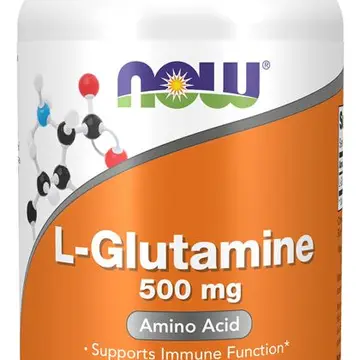 NOW
L-Glutamine
500 mg
Amino Acid
• Supports Immune Function*